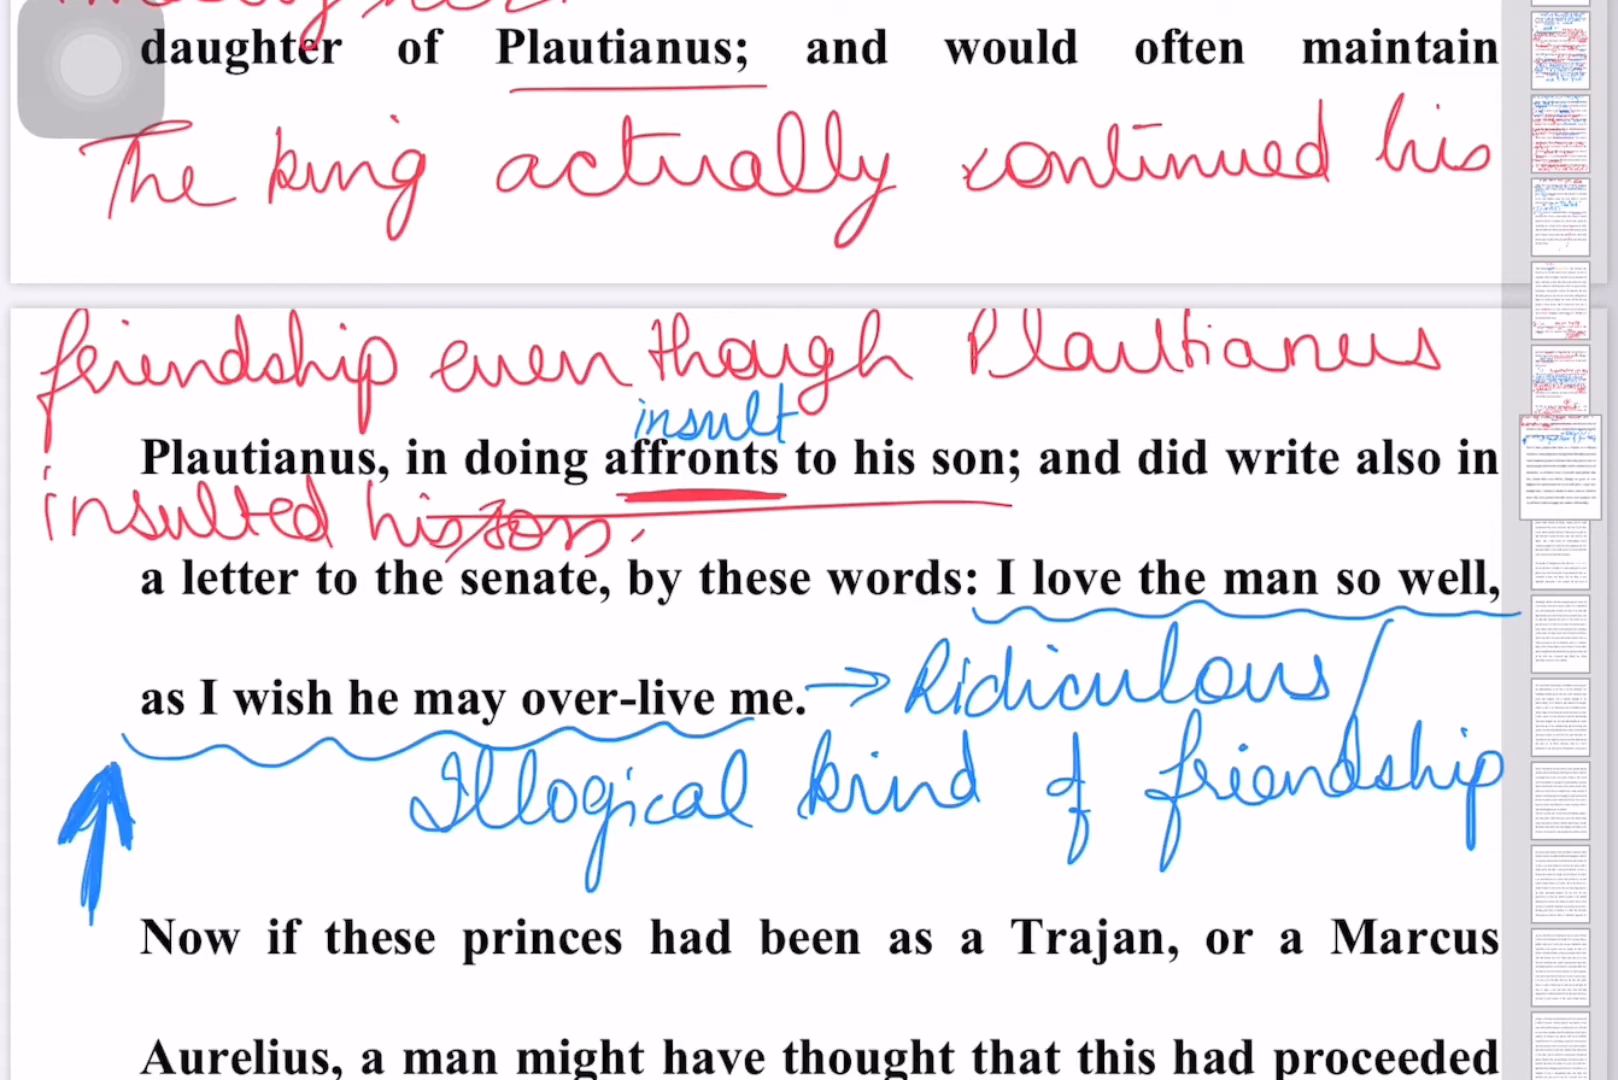 daughter of Plautianus; and would often maintain
The king actually continued his
friendship even though Plautianus
insult
Plautianus, in doing affronts to his son; and did write also in
insulted his son.
a letter to the senate, by these words: I love the man so well,
as I wish he may over-live me. → Ridiculous /
Illogical kind of friendship
Now if these princes had been as a Trajan, or a Marcus
Aurelius, a man might have thought that this had proceeded